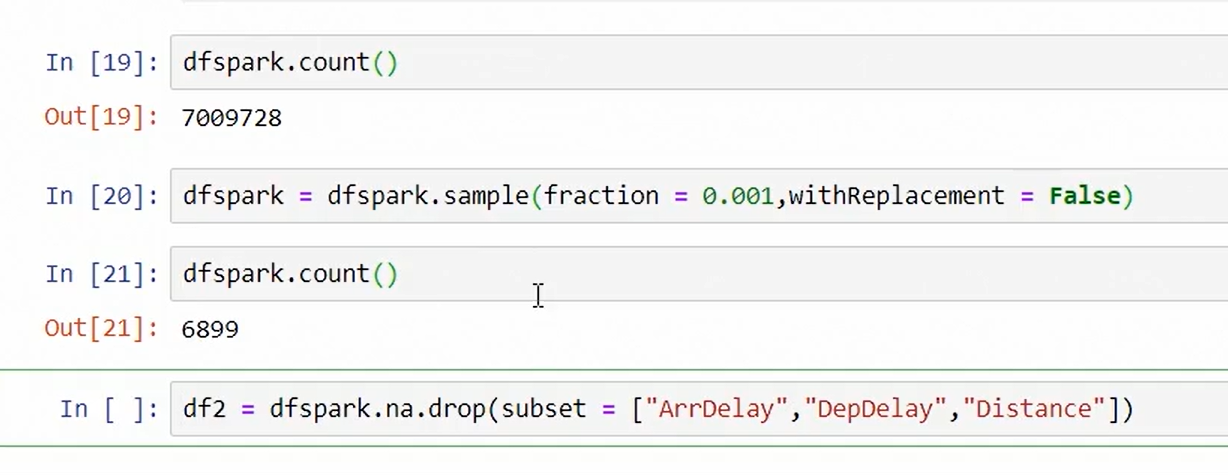 In [19]: dfspark.count()
Out[19]: 7009728
In [20]: dfspark = dfspark.sample(fraction = 0.001,withReplacement = False)
In [21]: dfspark.count()
Out[21]: 6899
In [ ]: df2 = dfspark.na.drop(subset = ["ArrDelay","DepDelay","Distance"])